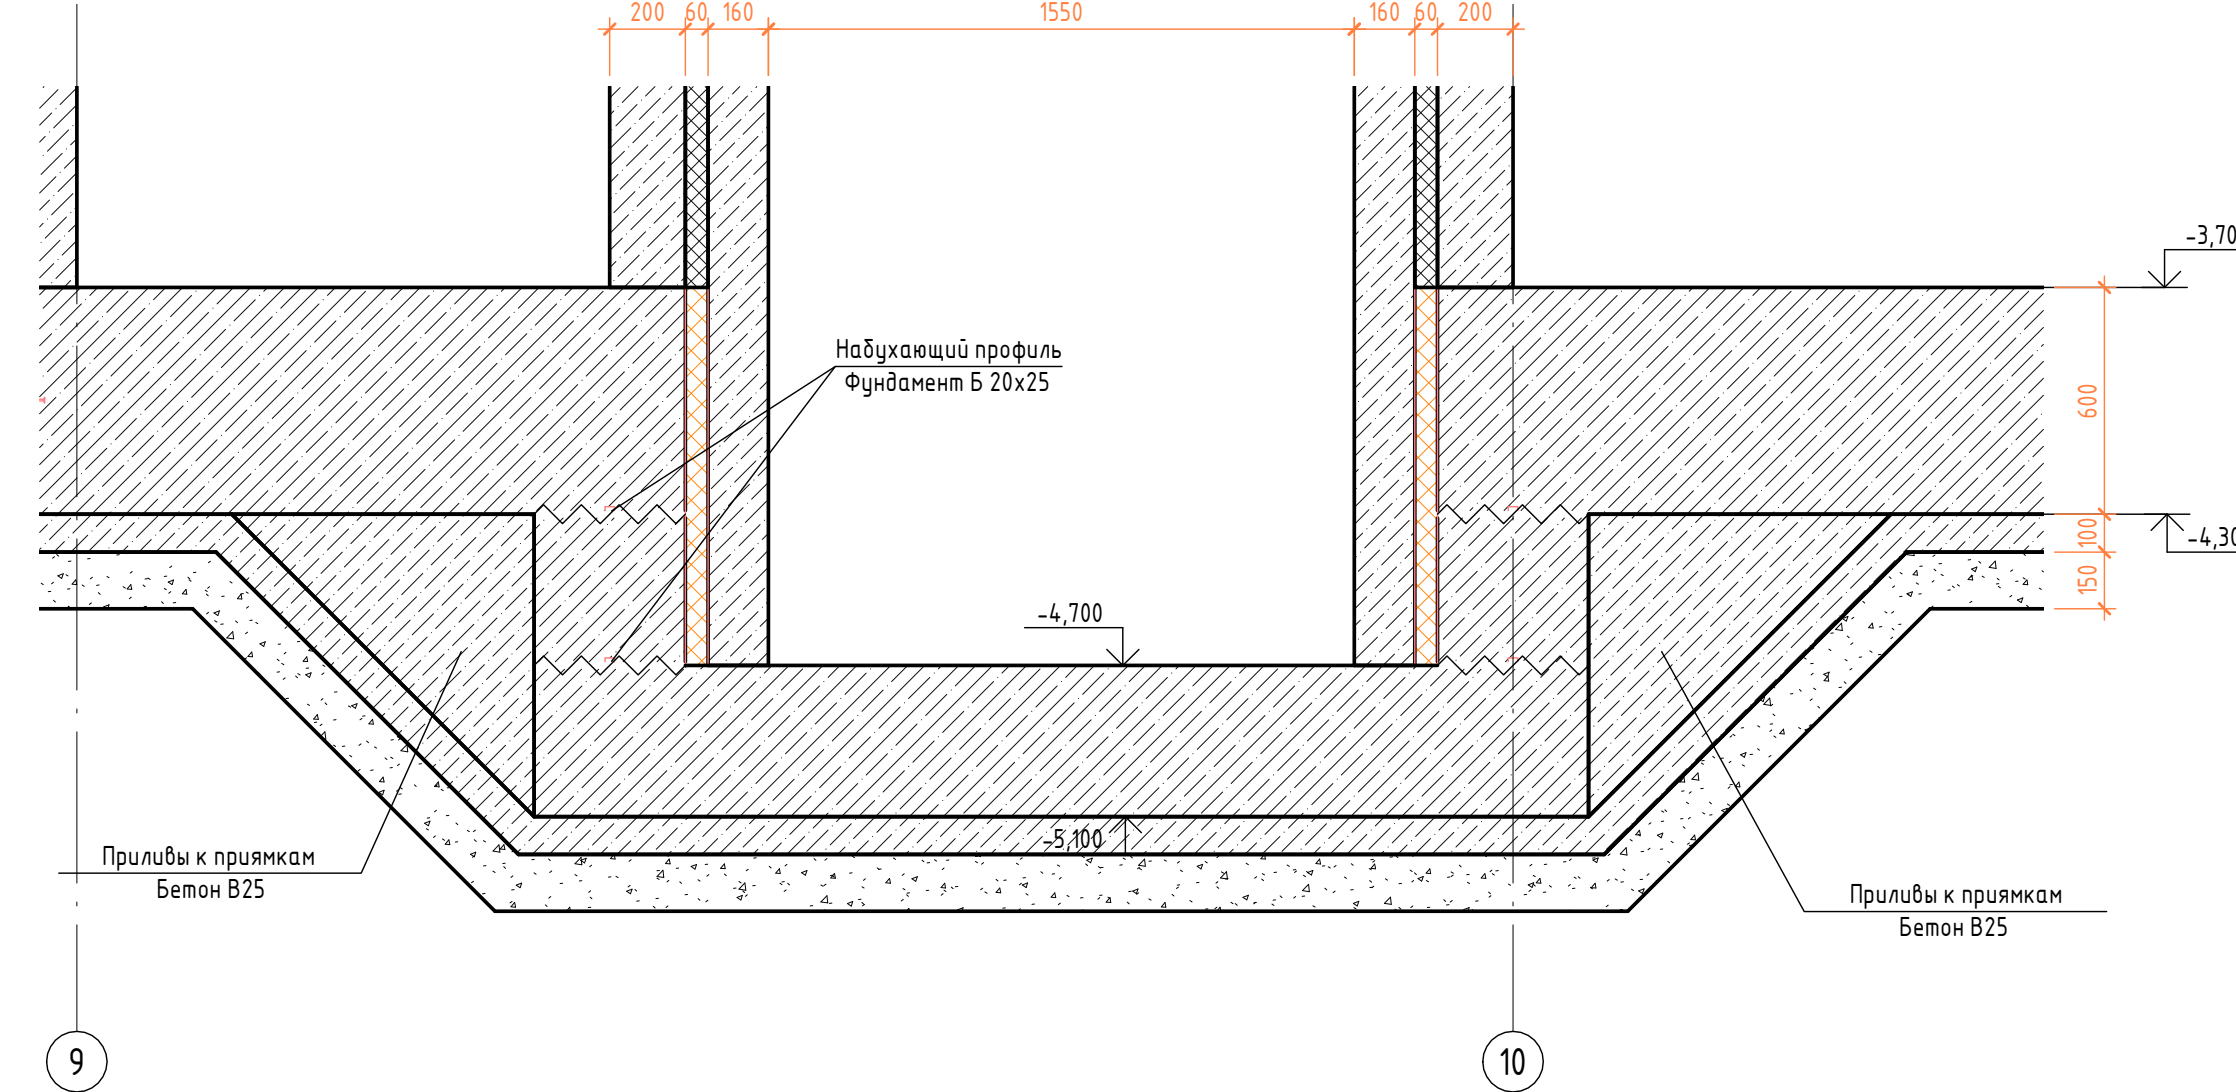 200 60 160 1550 160 60 200
-3,70
Набухающий профиль
Фундамент Б 20х25
600
-4,700
100
-4,30
150
-5,100
Приливы к приямкам
Бетон В25
Приливы к приямкам
Бетон В25
9
10